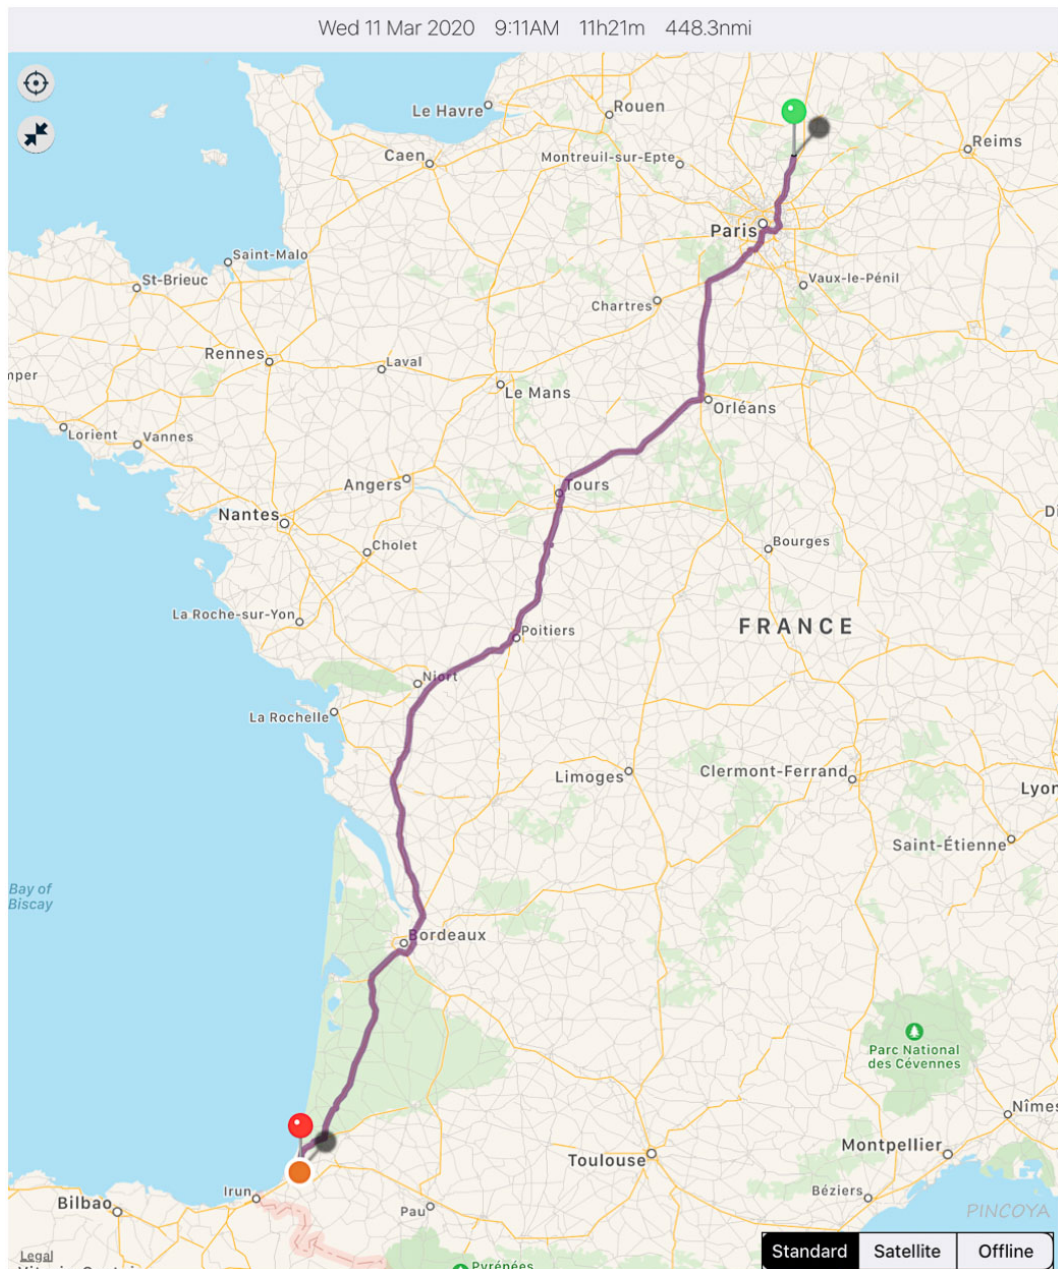 Wed 11 Mar 2020 9:11AM 11h21m 448.3nmi
Le Havre
Rouen
Reims
Caen
Montreuil-sur-Epte
Paris
Saint-Malo
St-Brieuc
Vaux-le-Pénil
Chartres
Rennes
Laval
mper
Le Mans
Orléans
Lorient
Vannes
Angers
Tours
Nantes
Di
Cholet
Bourges
La Roche-sur-Yon
FRANCE
Poitiers
Niort
La Rochelle
Limoges
Clermont-Ferrand
Lyon
Saint-Étienne
Bay of
Biscay
Bordeaux
Parc National
des Cévennes
Nîmes
Montpellier
Toulouse
Irun
Béziers
Bilbao
Pau
PINCOYA
Legal
Standard Satellite Offline
Pyrénées